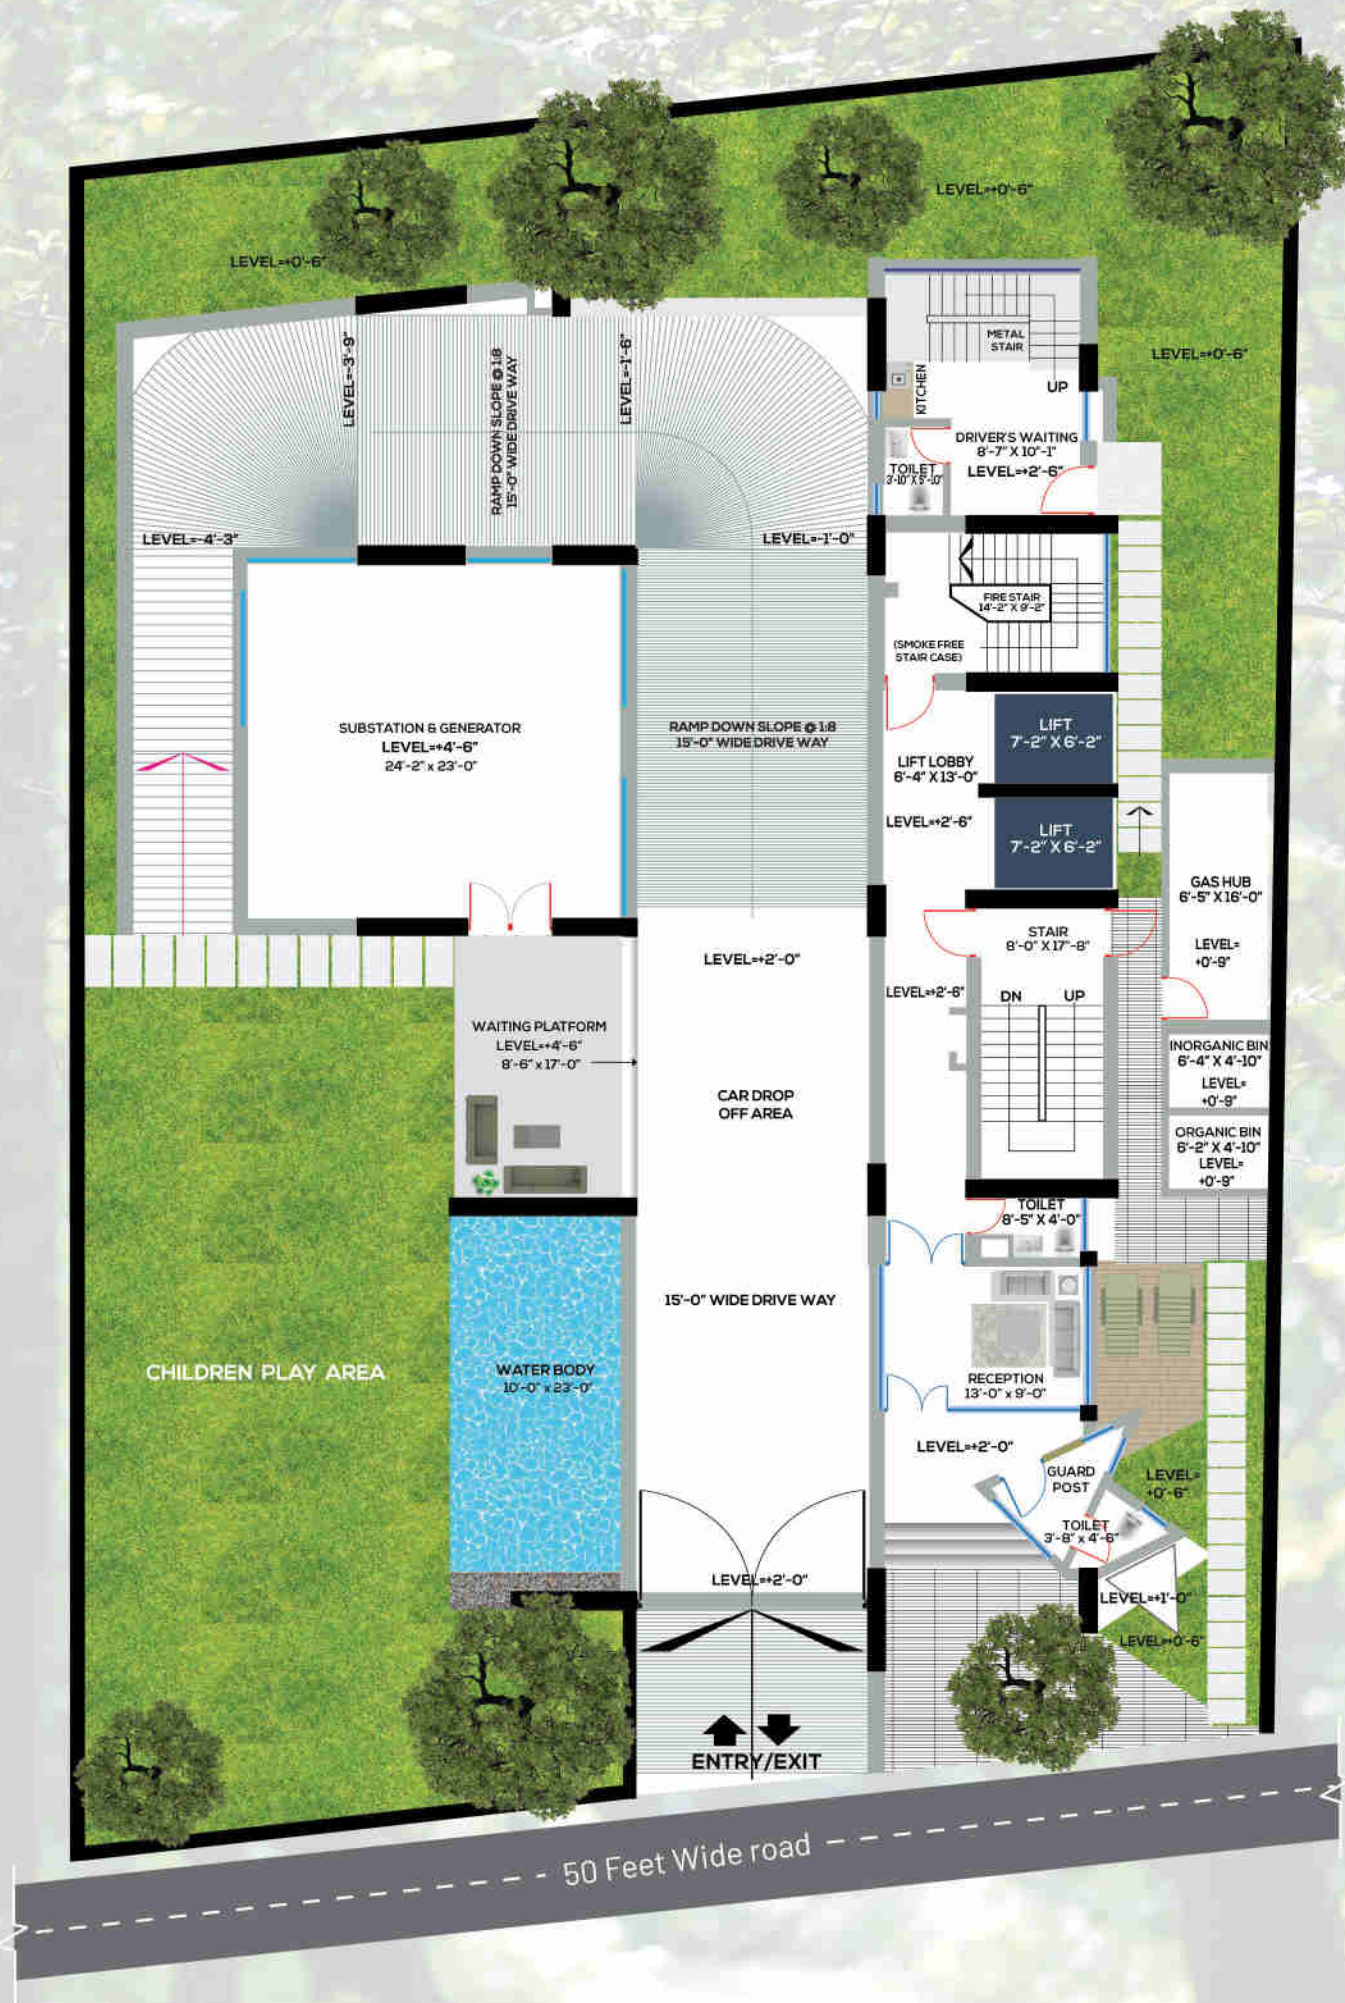 LEVEL=+0'-6"
LEVEL=+0'-6"
LEVEL=-3'-9"
RAMP DOWN SLOPE @ 1:8
15'-0" WIDE DRIVE WAY
LEVEL=-1'-6"
METAL
STAIR
LEVEL=+0'-6"
UP
KITCHEN
DRIVER'S WAITING
8'-7" X 10'-1"
LEVEL=+2'-6"
TOILET
3'-10" X 5'-10"
LEVEL=-4'-3"
LEVEL=-1'-0"
FIRE STAIR
14'-2" X 9'-2"
(SMOKE FREE
STAIR CASE)
SUBSTATION & GENERATOR
LEVEL=+4'-6"
24'-2" x 23'-0"
RAMP DOWN SLOPE @ 1:8
15'-0" WIDE DRIVE WAY
LIFT
7'-2" X 6'-2"
LIFT LOBBY
6'-4" X 13'-0"
LEVEL=+2'-6"
LIFT
7'-2" X 6'-2"
GAS HUB
6'-5" X 16'-0"
LEVEL=
+0'-9"
STAIR
8'-0" X 17'-8"
LEVEL=+2'-0"
LEVEL=+2'-6"
DN
UP
WAITING PLATFORM
LEVEL=+4'-6"
8'-6" x 17'-0"
INORGANIC BIN
6'-4" X 4'-10"
LEVEL=
+0'-9"
CAR DROP
OFF AREA
ORGANIC BIN
6'-2" X 4'-10"
LEVEL=
+0'-9"
TOILET
8'-5" X 4'-0"
15'-0" WIDE DRIVE WAY
CHILDREN PLAY AREA
WATER BODY
10'-0" x 23'-0"
RECEPTION
13'-0" x 9'-0"
LEVEL=+2'-0"
GUARD
POST
LEVEL=
+0'-6"
TOILET
3'-8" x 4'-6"
LEVEL=+2'-0"
LEVEL=+1'-0"
LEVEL=+0'-6"
ENTRY/EXIT
50 Feet Wide road